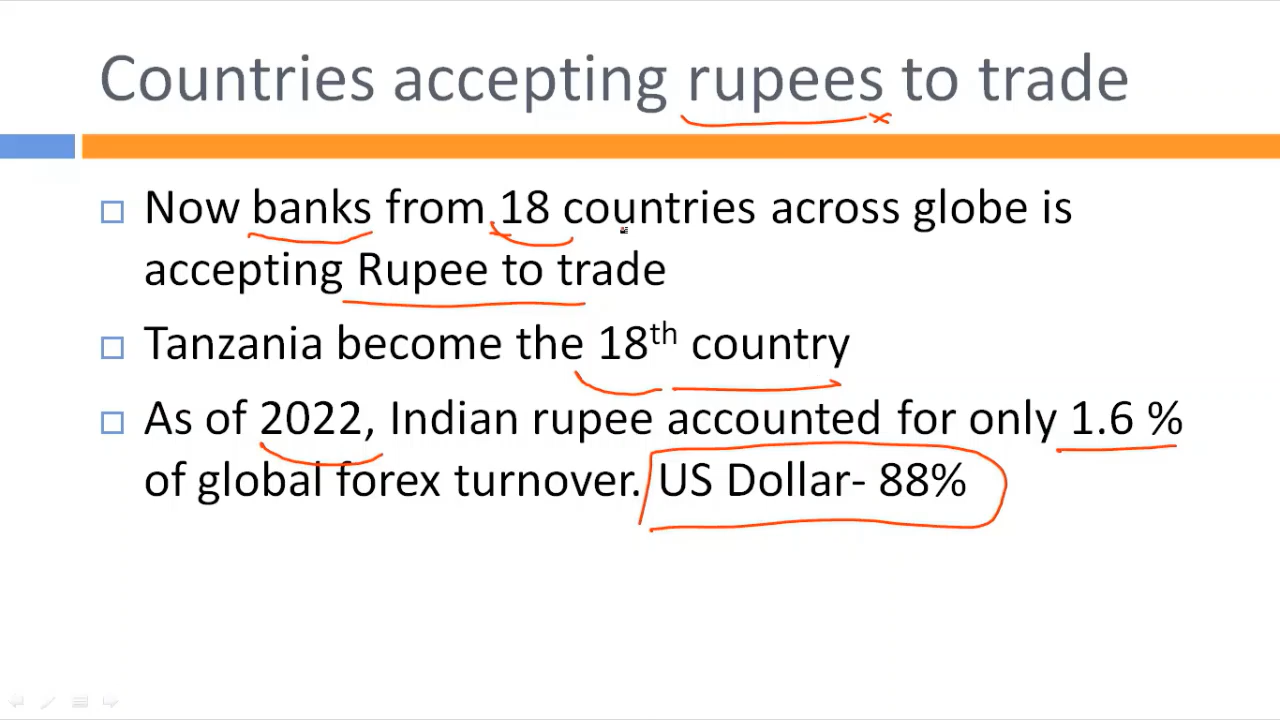 Countries accepting rupees to trade
Now banks from 18 countries across globe is
accepting Rupee to trade
Tanzania become the 18th country
As of 2022, Indian rupee accounted for only 1.6 %
of global forex turnover. US Dollar- 88%